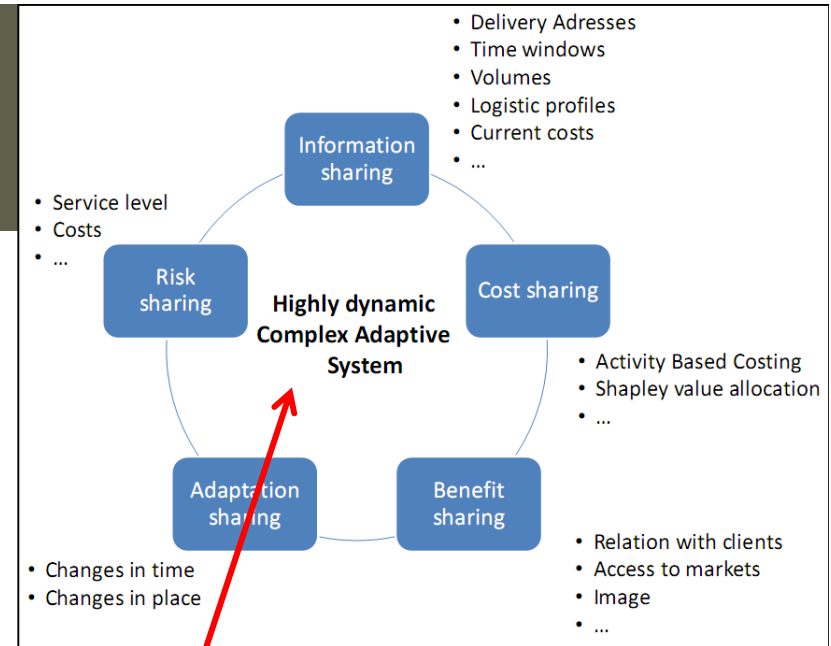 • Delivery Adresses
• Time windows
• Volumes
• Logistic profiles
• Current costs
• ...
Information
sharing
• Service level
• Costs
• ...
Risk
sharing
Highly dynamic
Complex Adaptive
System
Cost sharing
• Activity Based Costing
• Shapley value allocation
• ...
Adaptation
sharing
Benefit
sharing
• Changes in time
• Changes in place
• Relation with clients
• Access to markets
• Image
• ...